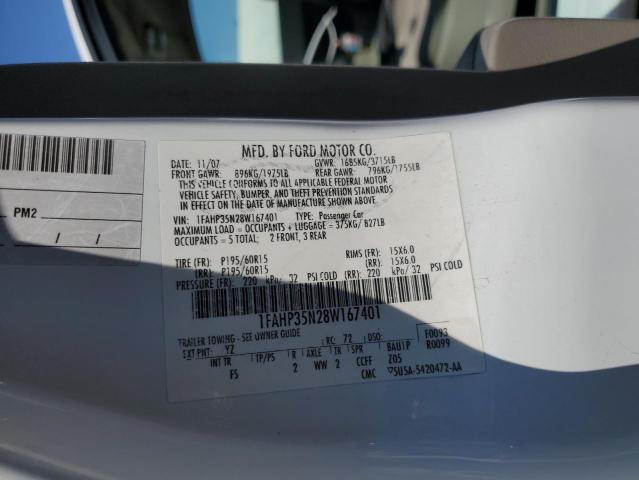 MFD. BY FORD MOTOR CO.
DATE: 11/07 GVWR: 1685KG/3715LB
FRONT GAWR: 896KG/1975LB REAR GAWR: 796KG/1755LB
THIS VEHICLE CONFORMS TO ALL APPLICABLE FEDERAL MOTOR
VEHICLE SAFETY, BUMPER, AND THEFT PREVENTION STANDARDS
IN EFFECT ON THE DATE OF MANUFACTURE SHOWN ABOVE.
VIN: 1FAHP35N28W167401 TYPE: Passenger Car
MAXIMUM LOAD = OCCUPANTS + LUGGAGE = 375KG/ 827LB
OCCUPANTS = 5 TOTAL: 2 FRONT, 3 REAR
TIRE (FR): P195/60R15 RIMS (FR): 15X6.0
(RR): P195/60R15 (RR): 15X6.0
PRESSURE (FR): 220 kPa/ 32 PSI COLD (RR): 220 kPa/ 32 PSI COLD
1FAHP35N28W167401
TRAILER TOWING - SEE OWNER GUIDE
RC: 72 DSO: F0093
EXT PNT: YZ BAU1P R0099
INT TR TP/PS R AXLE TR SPR Z05
F5 2 WW 2 CCFF
CMC 5U5A-5420472-AA
PM2
/ /